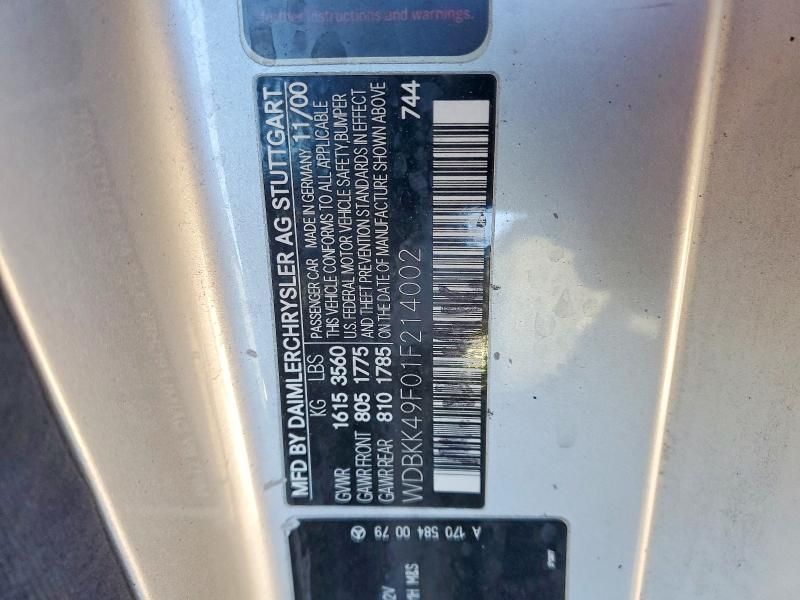 further instructions and warnings.
MFD BY DAIMLERCHRYSLER AG STUTTGART
KG LBS PASSENGER CAR MADE IN GERMANY 11/00
GVWR 1615 3560 THIS VEHICLE CONFORMS TO ALL APPLICABLE
U.S. FEDERAL MOTOR VEHICLE SAFETY BUMPER
GAWR FRONT 805 1775 AND THEFT PREVENTION STANDARDS IN EFFECT
GAWR REAR 810 1785 ON THE DATE OF MANUFACTURE SHOWN ABOVE
WDBKK49F01F214002 744
A 170 584 00 79